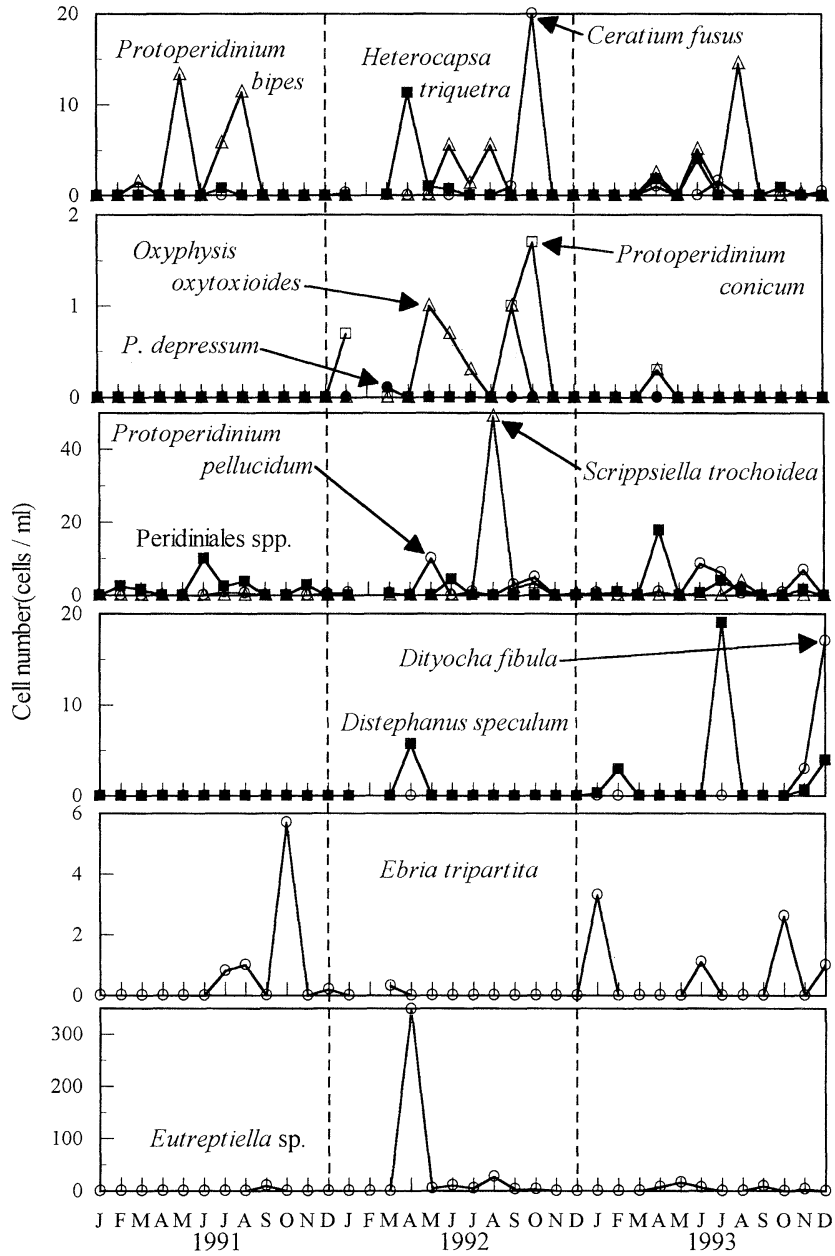 20
10
0
Protoperidinium
bipes
Heterocapsa
triquetra
Ceratium fusus
2
1
0
Oxyphysis
oxytoxioides
P. depressum
Protoperidinium
conicum
40
20
0
Protoperidinium
pellucidum
Peridiniales spp.
Scrippsiella trochoidea
Cell number(cells / ml)
20
10
0
Dityocha fibula
Distephanus speculum
6
4
2
0
Ebria tripartita
300
200
100
0
Eutreptiella sp.
J F M A M J J A S O N D J F M A M J J A S O N D J F M A M J J A S O N D
1991 1992 1993